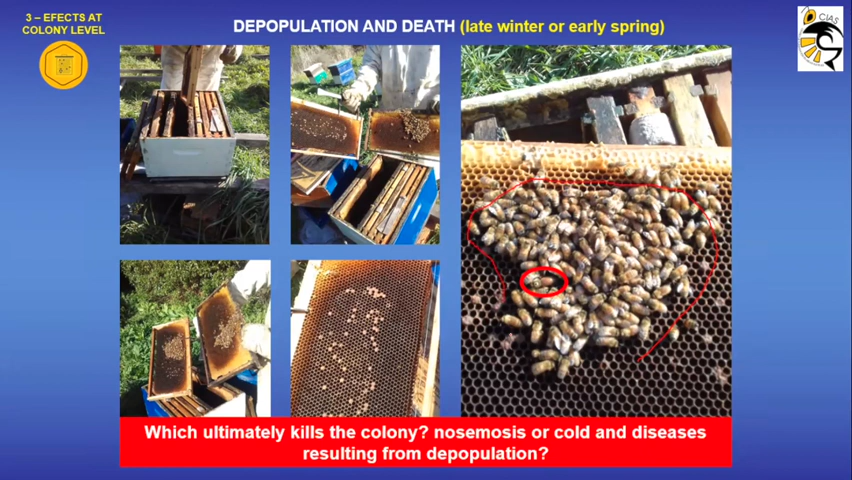 3 – EFECTS AT
COLONY LEVEL
DEPOPULATION AND DEATH (late winter or early spring)
CIAS
Which ultimately kills the colony? nosemosis or cold and diseases
resulting from depopulation?